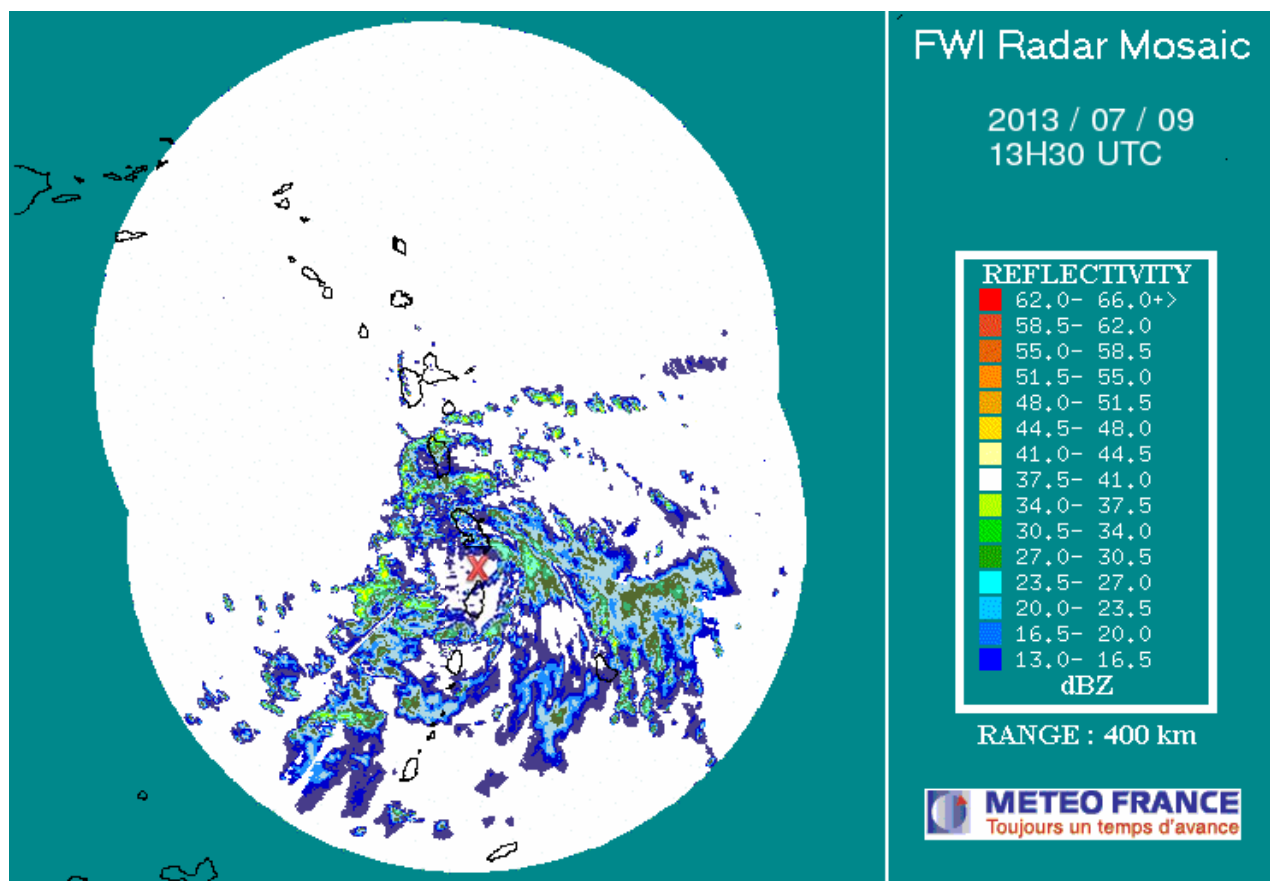 FWI Radar Mosaic
2013 / 07 / 09
13H30 UTC
REFLECTIVITY
62.0- 66.0+>
58.5- 62.0
55.0- 58.5
51.5- 55.0
48.0- 51.5
44.5- 48.0
41.0- 44.5
37.5- 41.0
34.0- 37.5
30.5- 34.0
27.0- 30.5
23.5- 27.0
20.0- 23.5
16.5- 20.0
13.0- 16.5
dBZ
RANGE : 400 km
METEO FRANCE
Toujours un temps d'avance
X